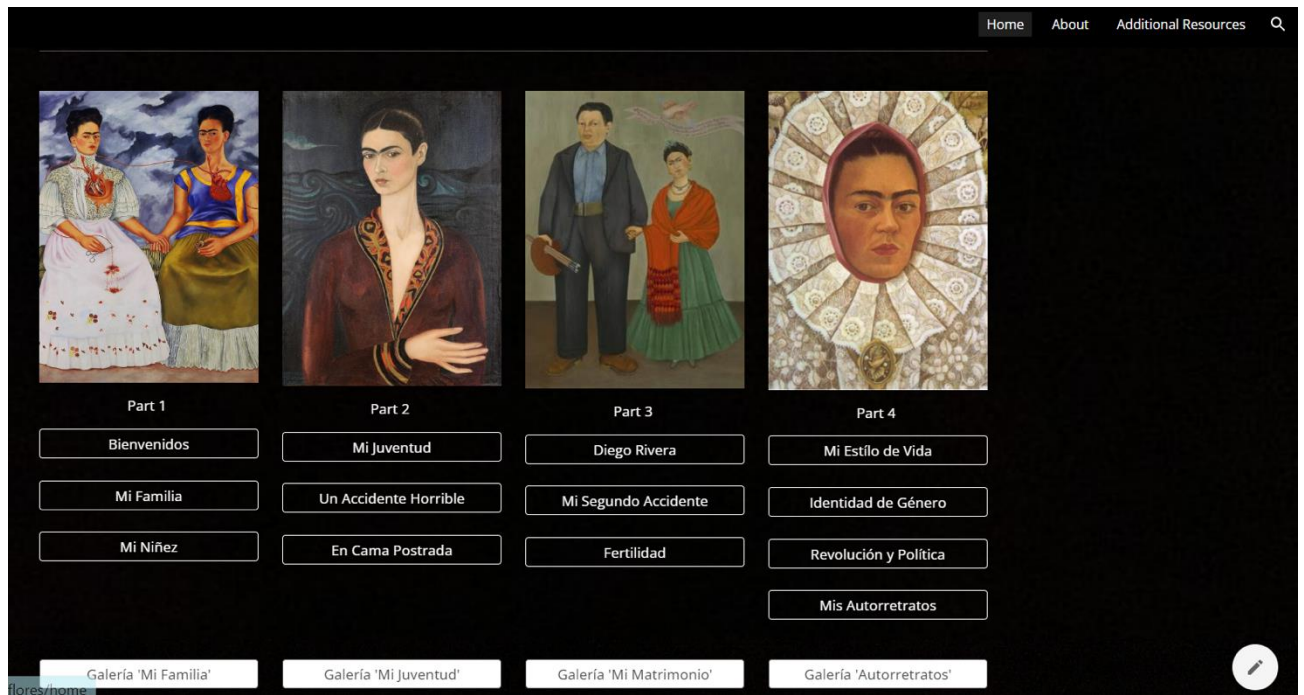 Home About Additional Resources
Part 1
Bienvenidos
Mi Familia
Mi Niñez
Galería 'Mi Familia'
Part 2
Mi Juventud
Un Accidente Horrible
En Cama Postrada
Galería 'Mi Juventud'
Part 3
Diego Rivera
Mi Segundo Accidente
Fertilidad
Galería 'Mi Matrimonio'
Part 4
Mi Estílo de Vida
Identidad de Género
Revolución y Política
Mis Autorretratos
Galería 'Autorretratos'
flores/home